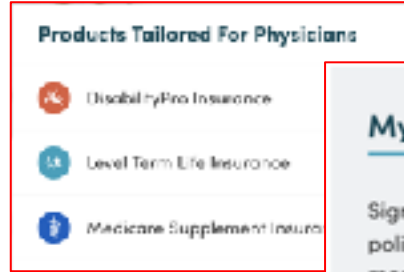 Products Tailored For Physicians
DisabilityPro Insurance
Level Term Life Insurance
Medicare Supplement Insura
My
Sign
poli